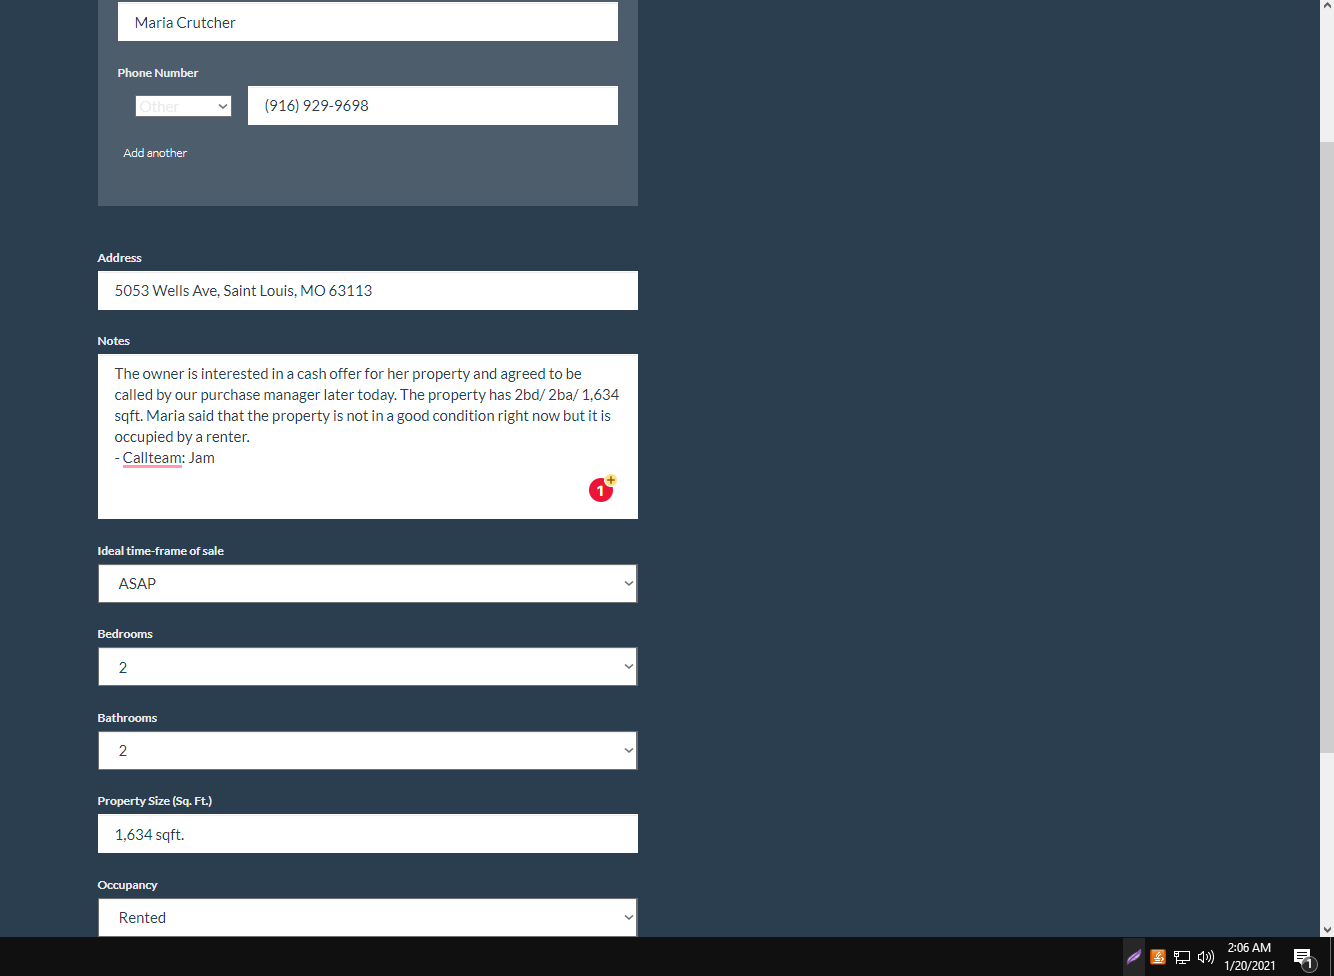 Maria Crutcher
Phone Number
Other
(916) 929-9698
Add another
Address
5053 Wells Ave, Saint Louis, MO 63113
Notes
The owner is interested in a cash offer for her property and agreed to be
called by our purchase manager later today. The property has 2bd/ 2ba/ 1,634
sqft. Maria said that the property is not in a good condition right now but it is
occupied by a renter.
- Callteam: Jam
1
Ideal time-frame of sale
ASAP
Bedrooms
2
Bathrooms
2
Property Size (Sq. Ft.)
1,634 sqft.
Occupancy
Rented
2:06 AM
1/20/2021
1